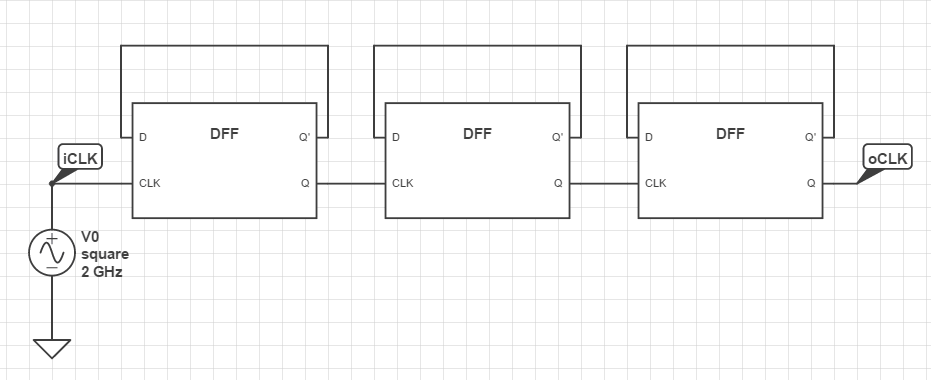 DFF
D
Q'
CLK
Q
DFF
D
Q'
CLK
Q
DFF
D
Q'
CLK
Q
iCLK
oCLK
V0
square
2 GHz